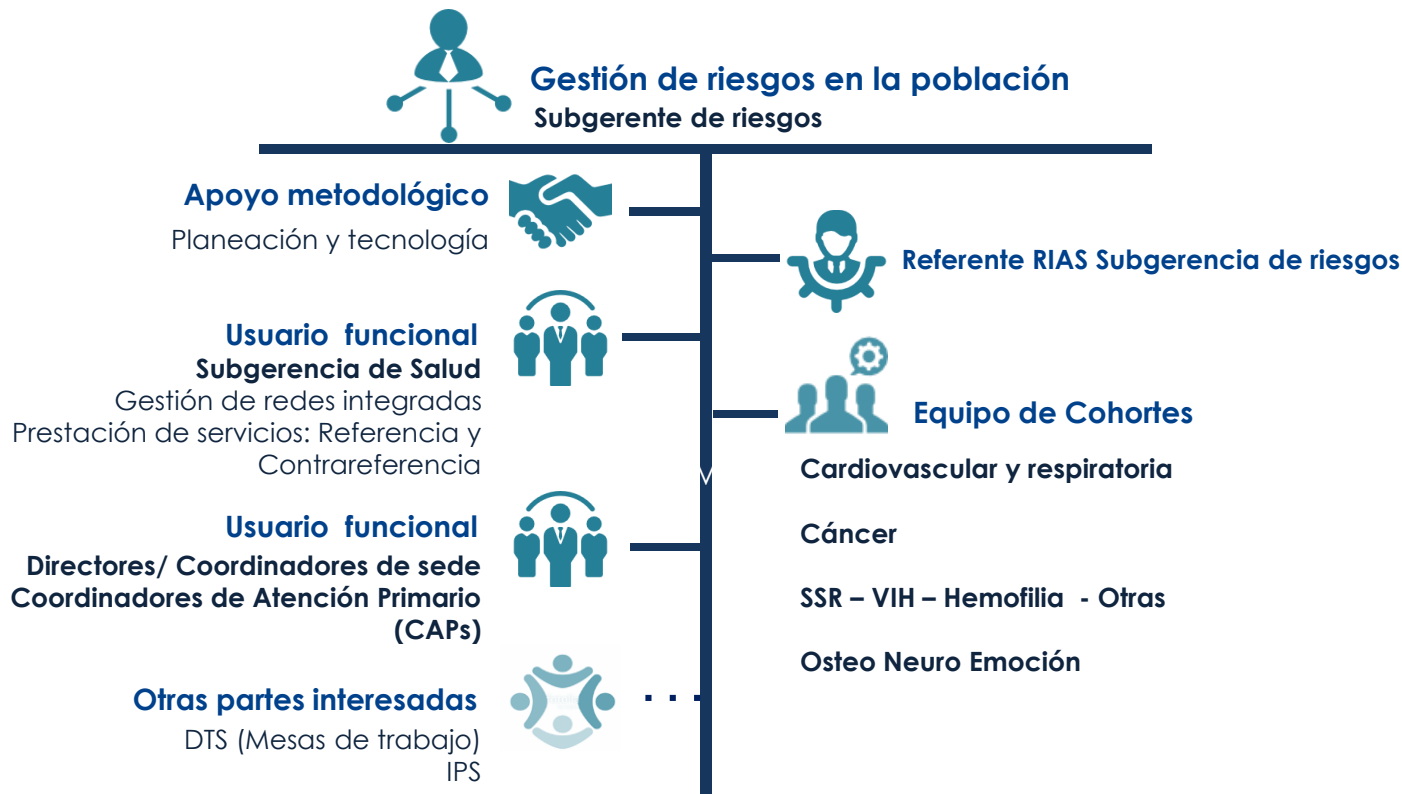 Gestión de riesgos en la población
Subgerente de riesgos
Apoyo metodológico
Planeación y tecnología
Usuario funcional
Subgerencia de Salud
Gestión de redes integradas
Prestación de servicios: Referencia y
Contrareferencia
Usuario funcional
Directores/ Coordinadores de sede
Coordinadores de Atención Primario
(CAPs)
Otras partes interesadas
DTS (Mesas de trabajo)
IPS
Referente RIAS Subgerencia de riesgos
Equipo de Cohortes
Cardiovascular y respiratoria
Cáncer
SSR – VIH – Hemofilia - Otras
Osteo Neuro Emoción